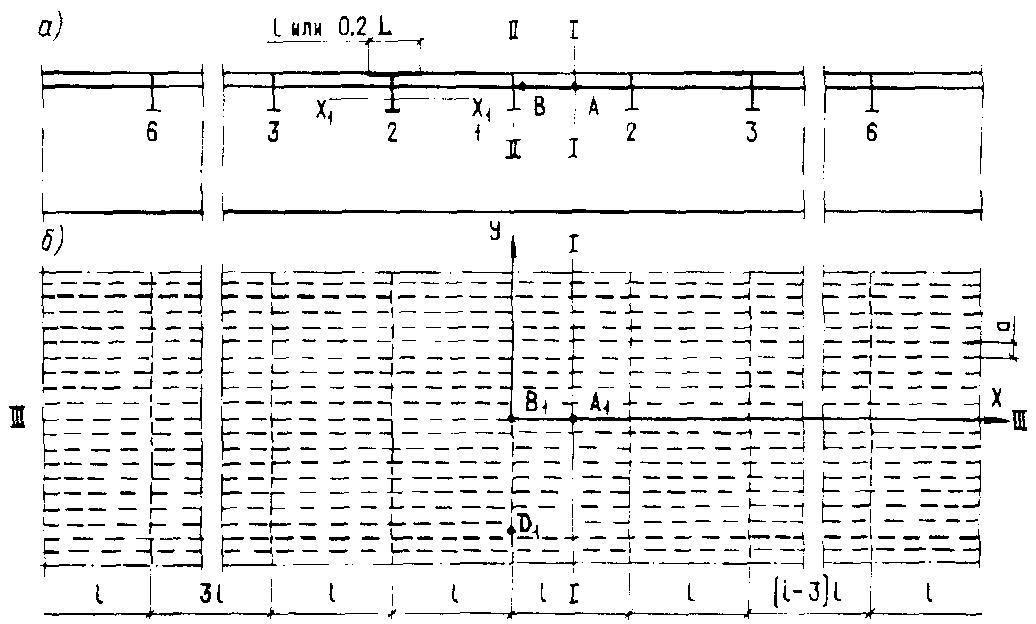 а)
l или 0,2 L
II I
X₁ X₁ B A
6 3 2 1 2 3 6
II I
б)
У
I
a
III B₁ A₁ X III
D₁
l 3l l l l I l (i-3)l l